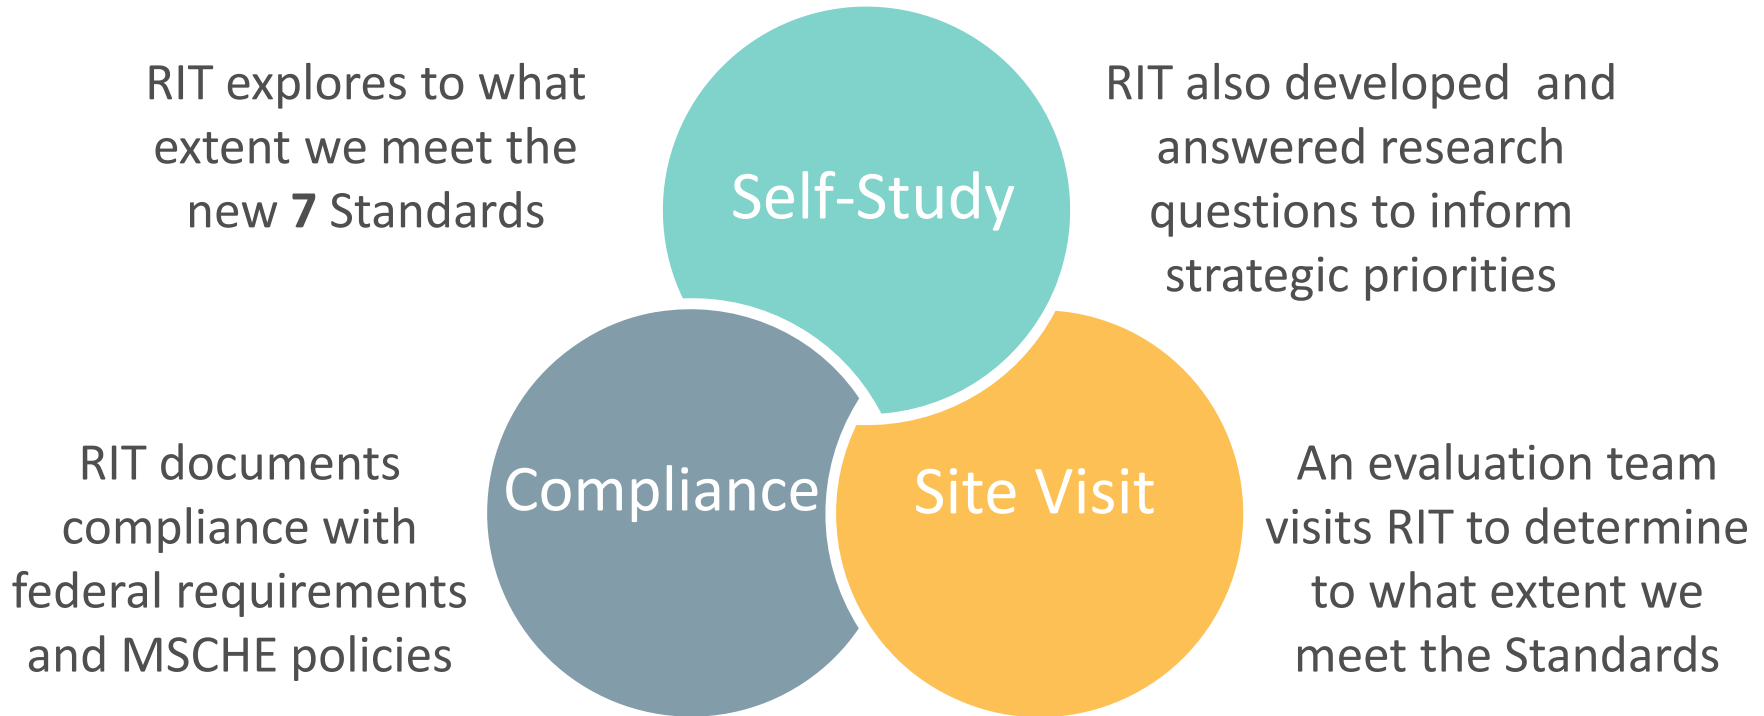 RIT explores to what
extent we meet the
new 7 Standards
Self-Study
RIT also developed  and
answered research
questions to inform
strategic priorities
RIT documents
compliance with
federal requirements
and MSCHE policies
Compliance
Site Visit
An evaluation team
visits RIT to determine
to what extent we
meet the Standards